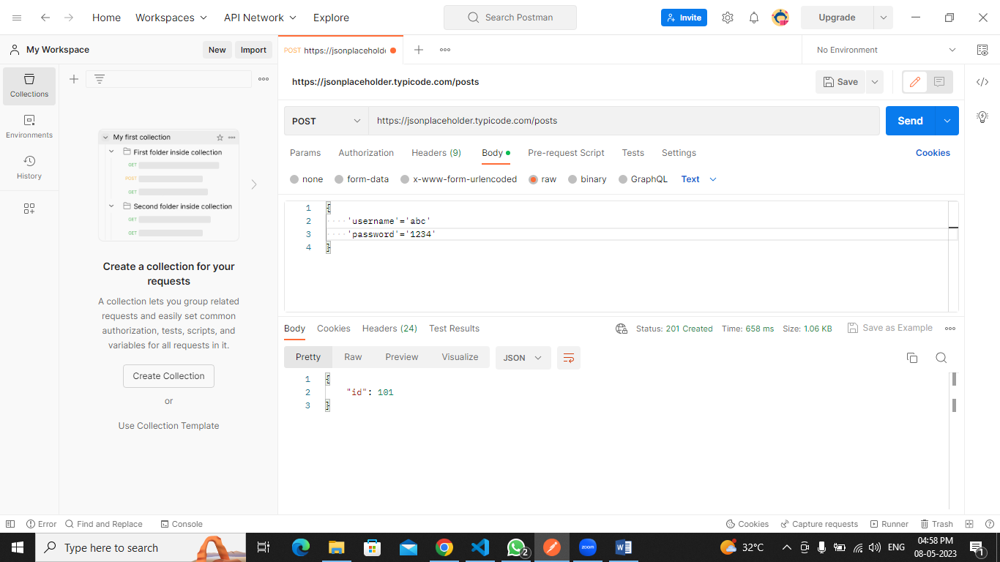 Home Workspaces API Network Explore Search Postman Invite Upgrade
My Workspace New Import POST https://jsonplaceholde No Environment
Collections
Environments
History
My first collection
First folder inside collection
GET
POST
GET
Second folder inside collection
GET
GET
Create a collection for your
requests
A collection lets you group related
requests and easily set common
authorization, tests, scripts, and
variables for all requests in it.
Create Collection
or
Use Collection Template
https://jsonplaceholder.typicode.com/posts Save
POST https://jsonplaceholder.typicode.com/posts Send
Params Authorization Headers (9) Body Pre-request Script Tests Settings Cookies
none form-data x-www-form-urlencoded raw binary GraphQL Text
1 {
2 ····'username'='abc'
3 ····'password'='1234'
4 }
Body Cookies Headers (24) Test Results Status: 201 Created Time: 658 ms Size: 1.06 KB Save as Example
Pretty Raw Preview Visualize JSON
1 {
2 "id": 101
3 }
Error Find and Replace Console Cookies Capture requests Runner Trash
Type here to search zoom 2 32°C ENG 04:58 PM
08-05-2023 1